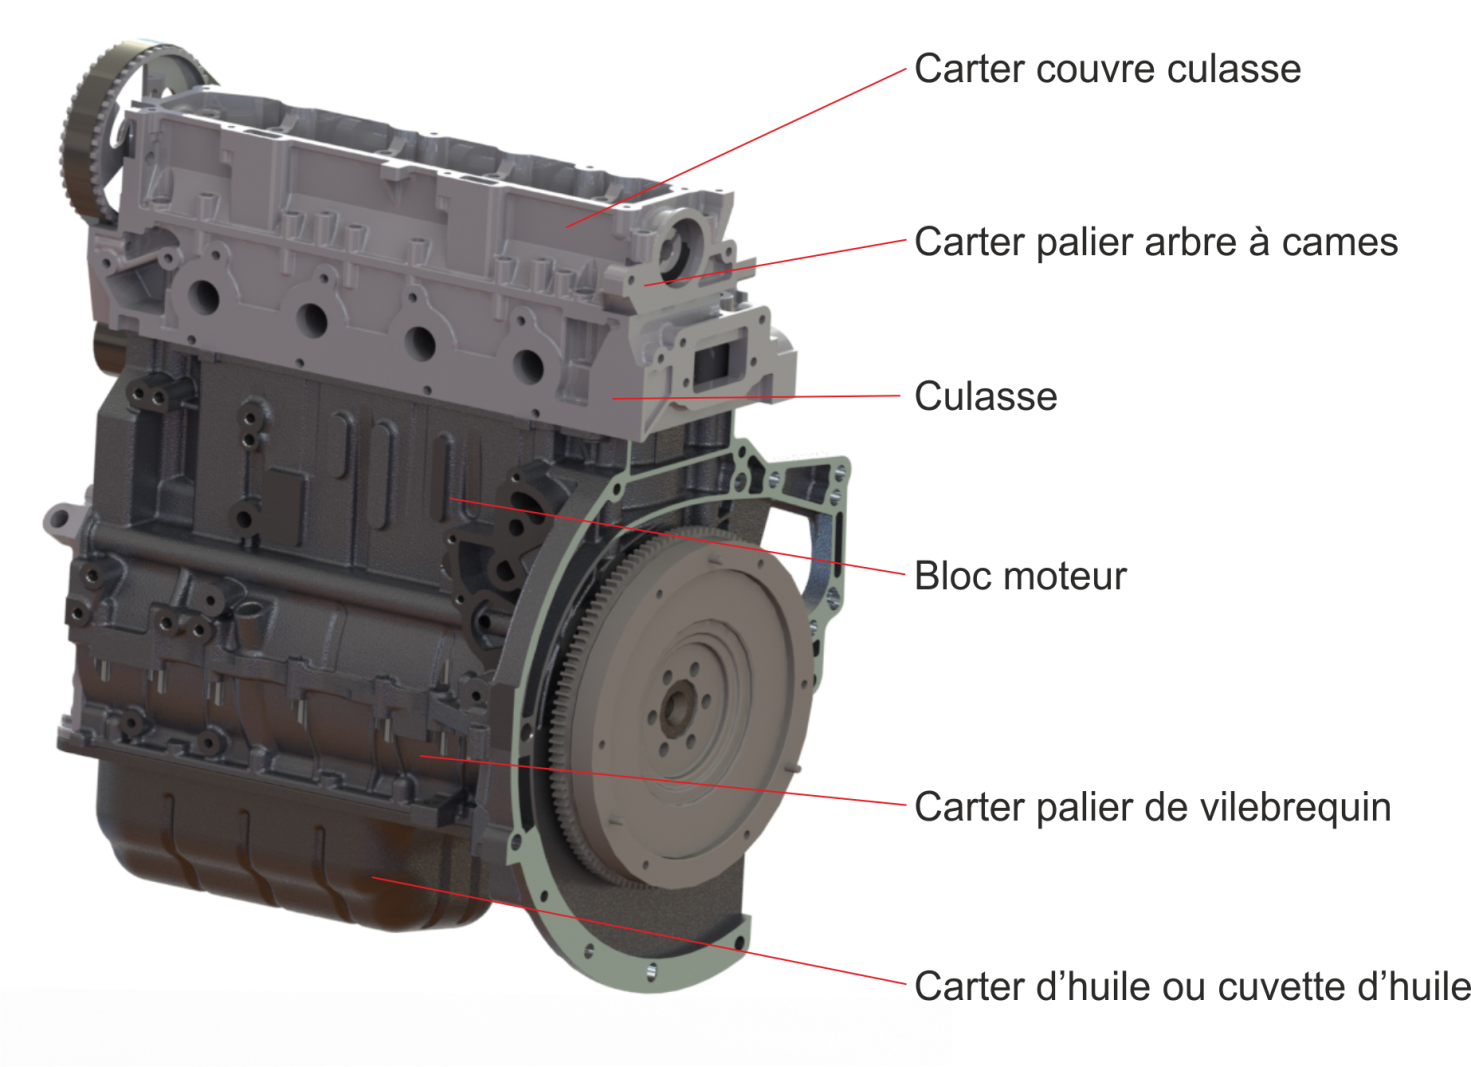 Carter couvre culasse
Carter palier arbre à cames
Culasse
Bloc moteur
Carter palier de vilebrequin
Carter d’huile ou cuvette d’huile